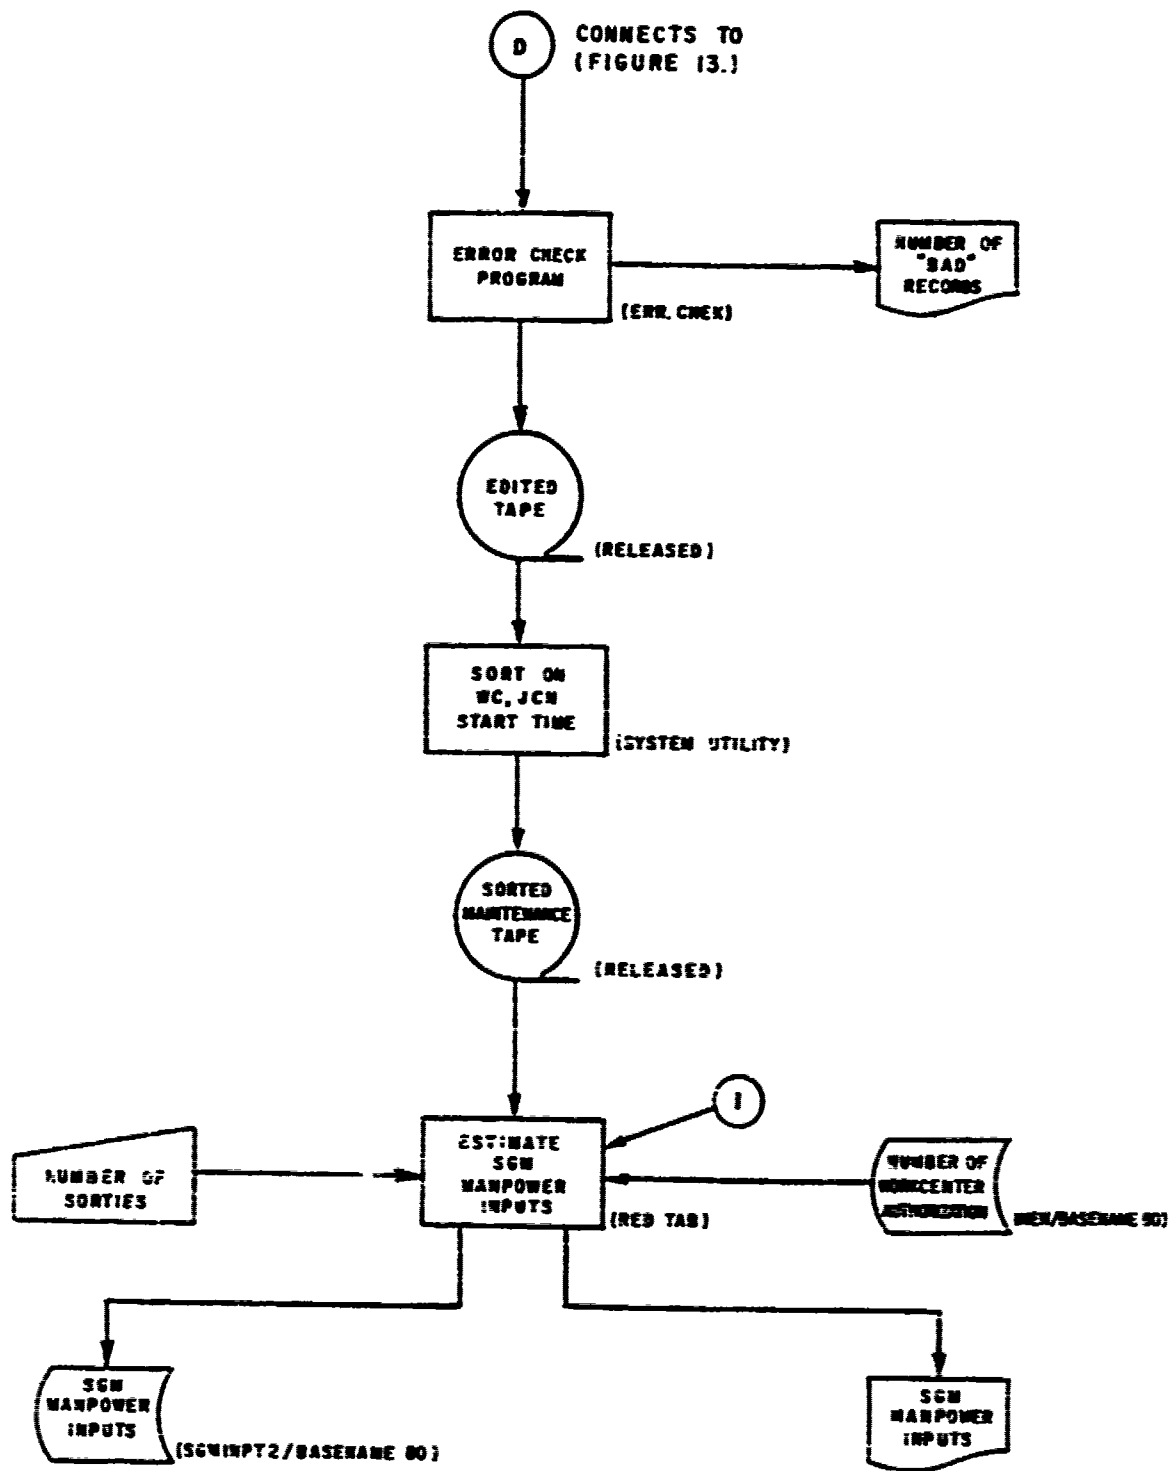 D
CONNECTS TO
(FIGURE 13.)
ERROR CHECK
PROGRAM
(ERR. CHEK)
NUMBER OF
"BAD"
RECORDS
EDITED
TAPE
(RELEASED)
SORT ON
WC, JCN
START TIME
(SYSTEM UTILITY)
SORTED
MAINTENANCE
TAPE
(RELEASED)
I
NUMBER OF
SORTIES
ESTIMATE
SGM
MANPOWER
INPUTS
(RED TAB)
NUMBER OF
WORKCENTER
AUTHORIZATION
SGM
MANPOWER
INPUTS
(SGMINPT2/BASENAME 80)
SGM
MANPOWER
INPUTS